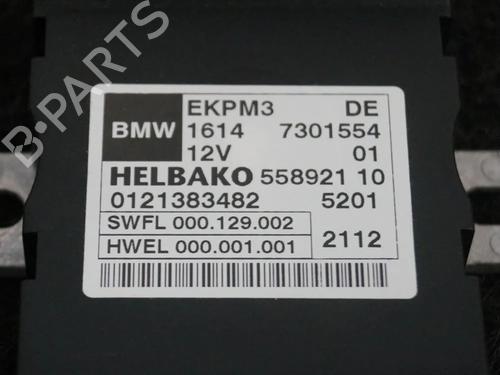 B-PARTS
EKPM3 DE
BMW 1614 7301554
12V 01
HELBAKO 558921 10
0121383482 5201
SWFL 000.129.002
HWEL 000.001.001 2112